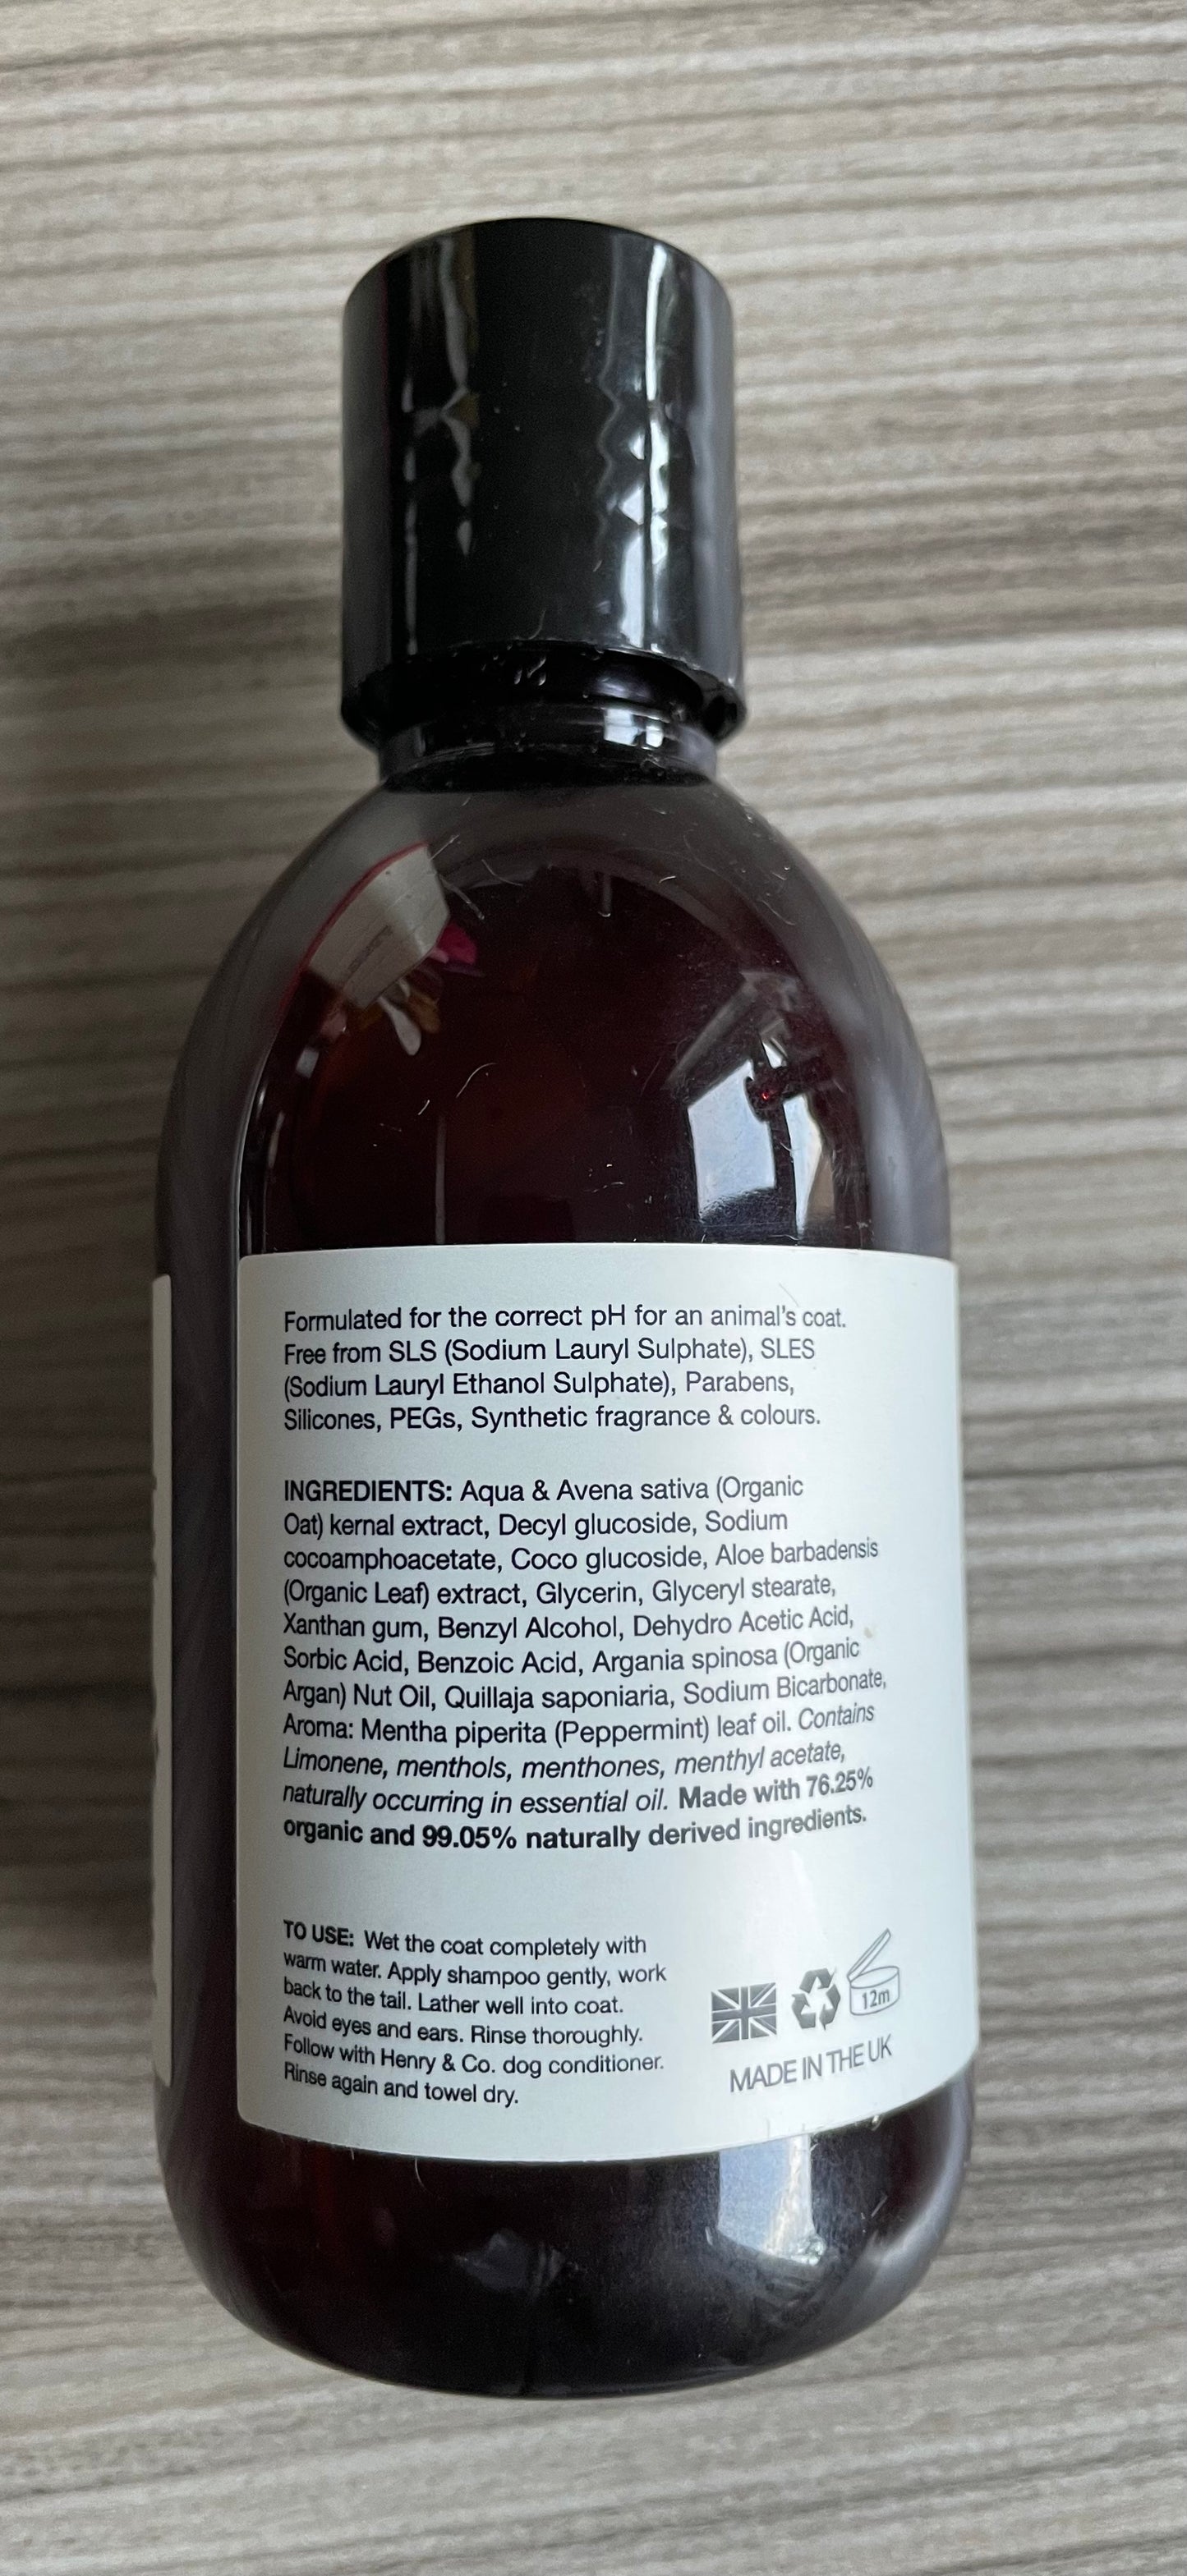 Formulated for the correct pH for an animal's coat.
Free from SLS (Sodium Lauryl Sulphate), SLES
(Sodium Lauryl Ethanol Sulphate), Parabens,
Silicones, PEGs, Synthetic fragrance & colours.
INGREDIENTS: Aqua & Avena sativa (Organic
Oat) kernal extract, Decyl glucoside, Sodium
cocoamphoacetate, Coco glucoside, Aloe barbadensis
(Organic Leaf) extract, Glycerin, Glyceryl stearate,
Xanthan gum, Benzyl Alcohol, Dehydro Acetic Acid,
Sorbic Acid, Benzoic Acid, Argania spinosa (Organic
Argan) Nut Oil, Quillaja saponiaria, Sodium Bicarbonate,
Aroma: Mentha piperita (Peppermint) leaf oil. Contains
Limonene, menthols, menthones, menthyl acetate,
naturally occurring in essential oil. Made with 76.25%
organic and 99.05% naturally derived ingredients.
TO USE: Wet the coat completely with
warm water. Apply shampoo gently, work
back to the tail. Lather well into coat.
Avoid eyes and ears. Rinse thoroughly.
Follow with Henry & Co. dog conditioner.
Rinse again and towel dry.
12m
MADE IN THE UK